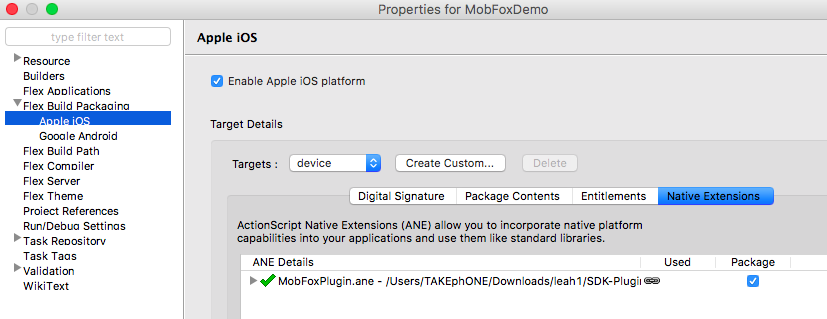 Properties for MobFoxDemo
type filter text
Apple iOS
Resource
Builders
Flex Applications
Flex Build Packaging
Apple iOS
Google Android
Flex Build Path
Flex Compiler
Flex Server
Flex Theme
Project References
Run/Debug Settings
Task Repository
Task Tags
Validation
WikiText
Enable Apple iOS platform
Target Details
Targets : device Create Custom... Delete
Digital Signature Package Contents Entitlements Native Extensions
ActionScript Native Extensions (ANE) allow you to incorporate native platform
capabilities into your applications and use them like standard libraries.
ANE Details Used Package
MobFoxPlugin.ane - /Users/TAKEphONE/Downloads/leah1/SDK-Plugin